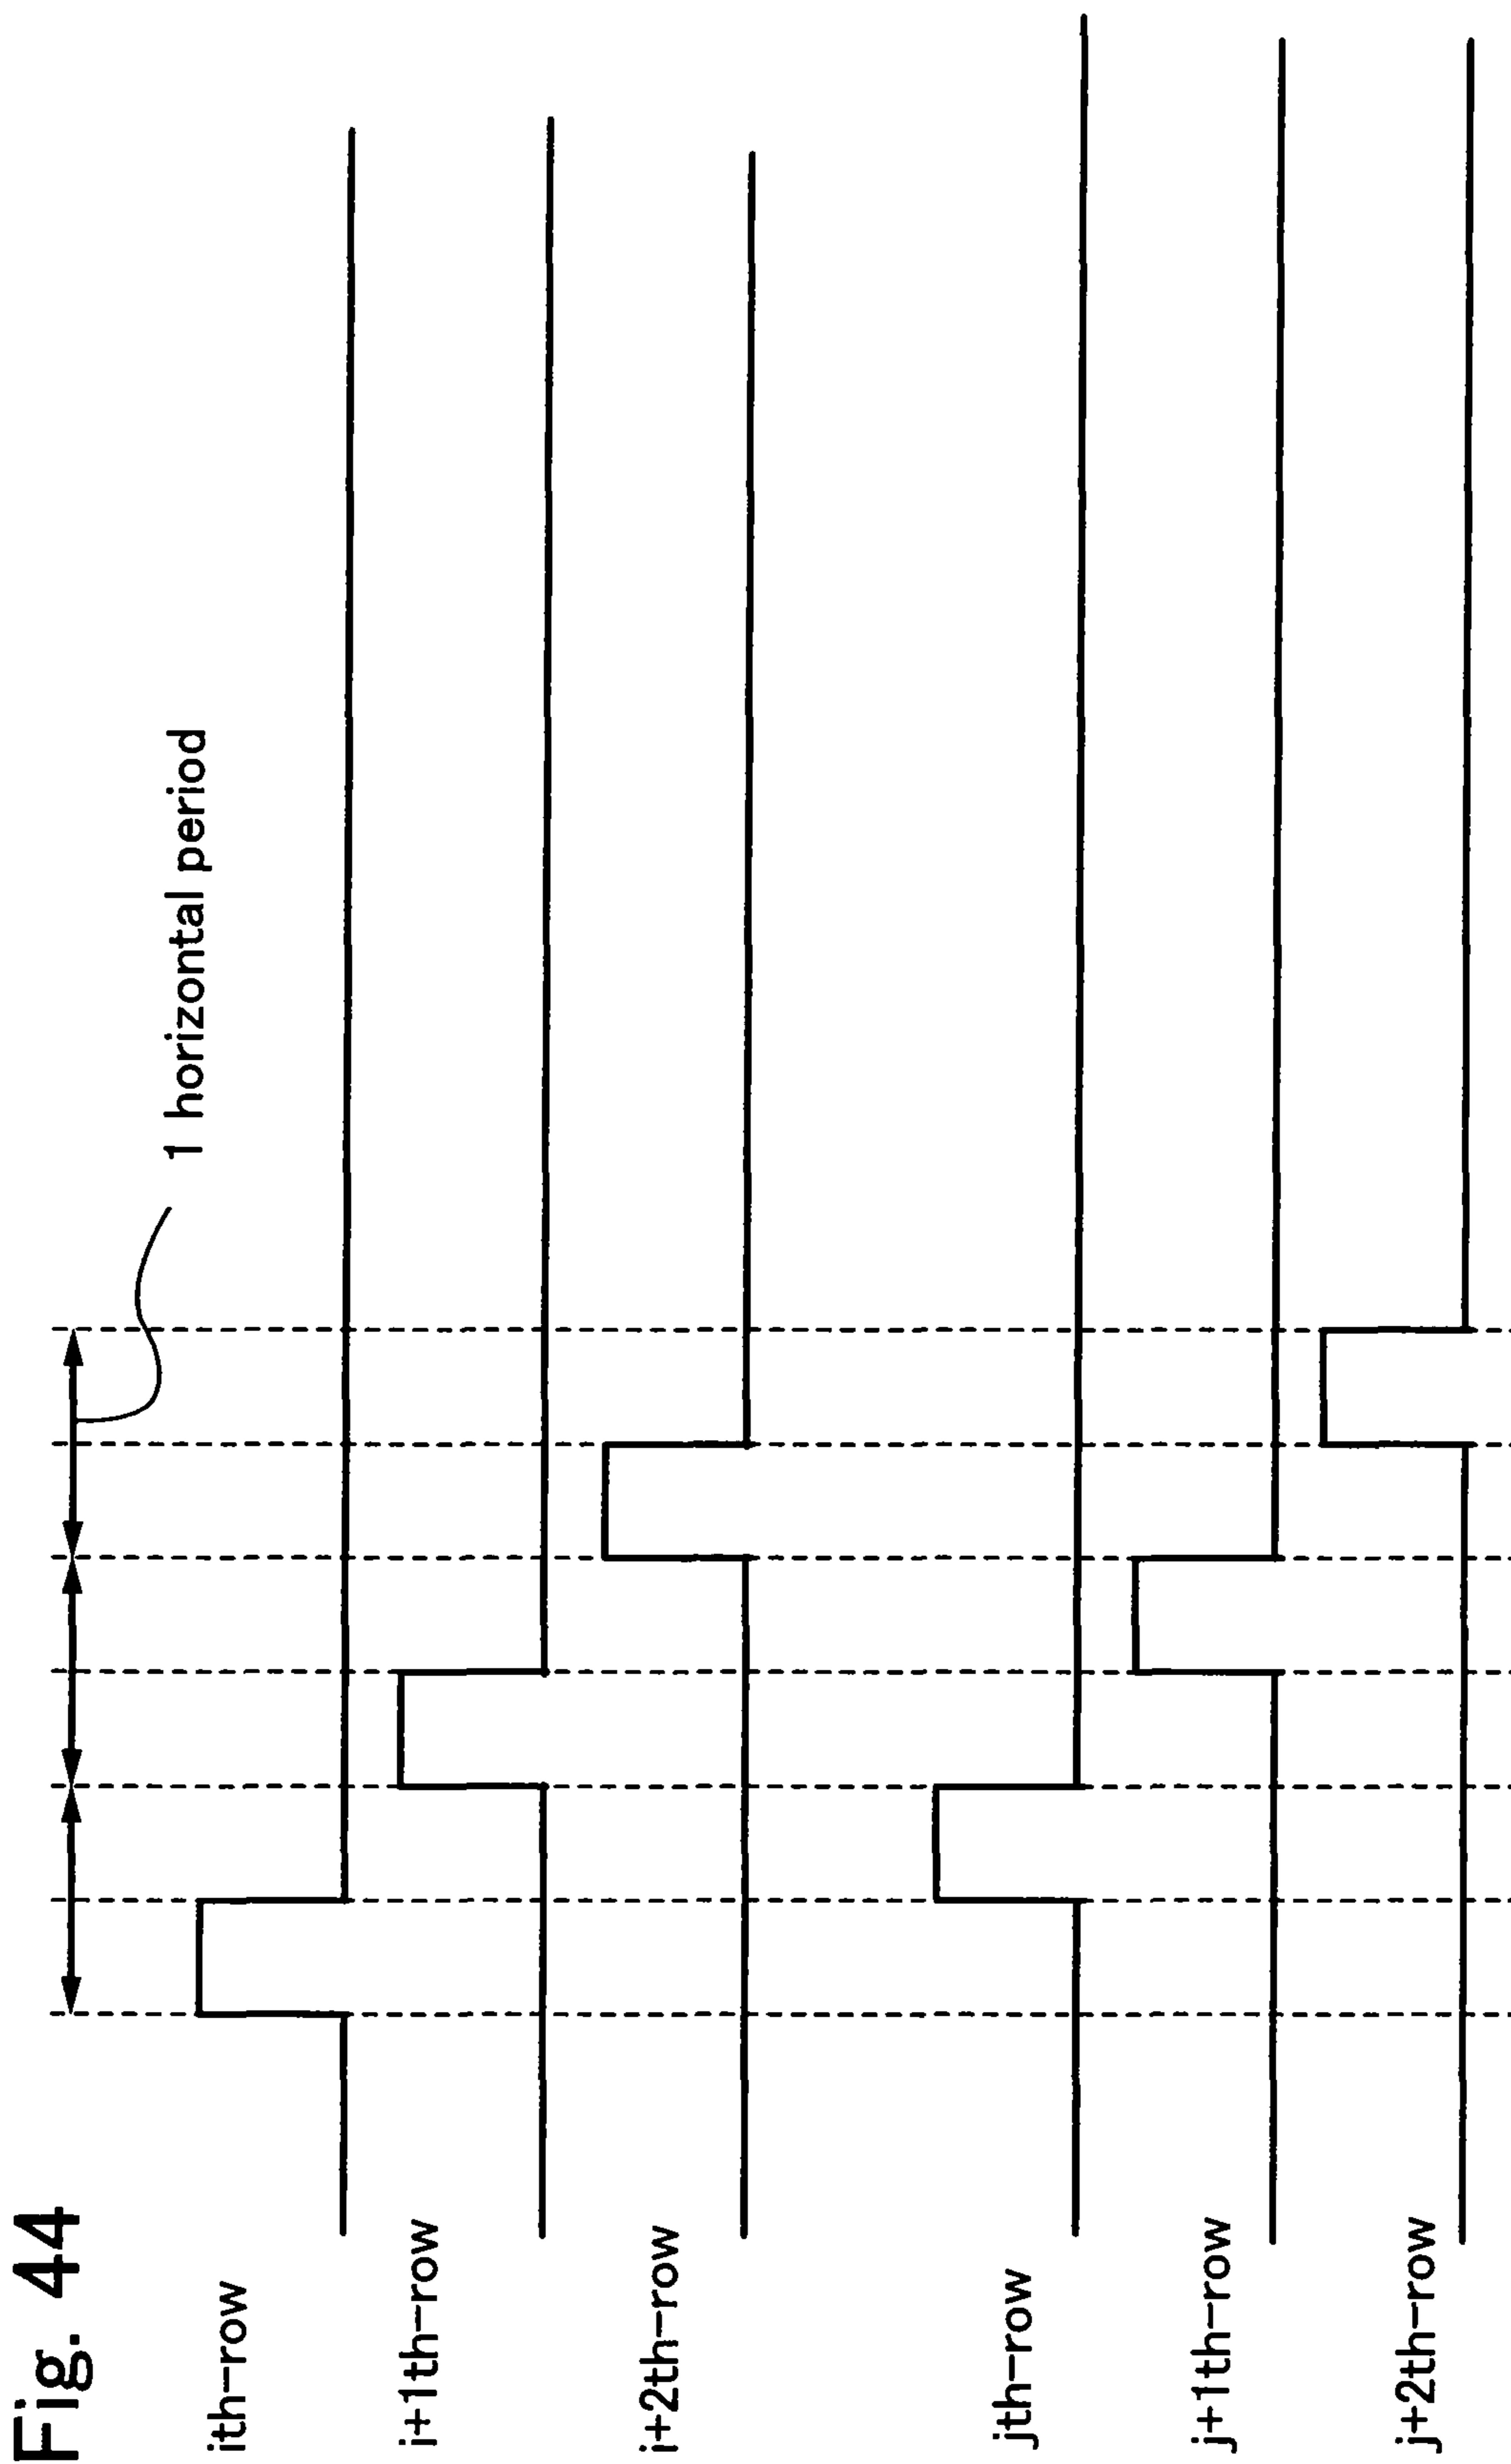 Fig. 44
1 horizontal period
ith-row
i+1th-row
i+2th-row
jth-row
j+1th-row
j+2th-row